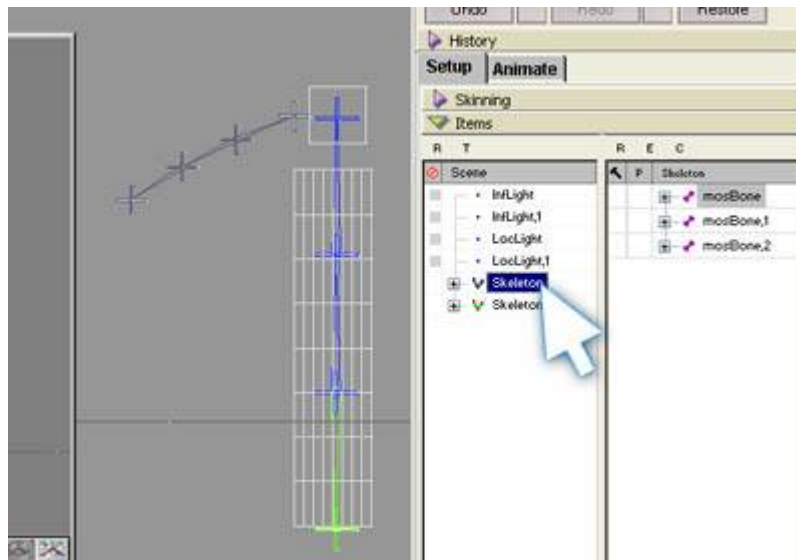 Undo Redo Restore
History
Setup Animate
Skinning
Items
R T R E C
Scene P Skeleton
InfLight mosBone
InfLight,1 mosBone,1
LocLight mosBone,2
LocLight,1
Skeleton
Skeleton